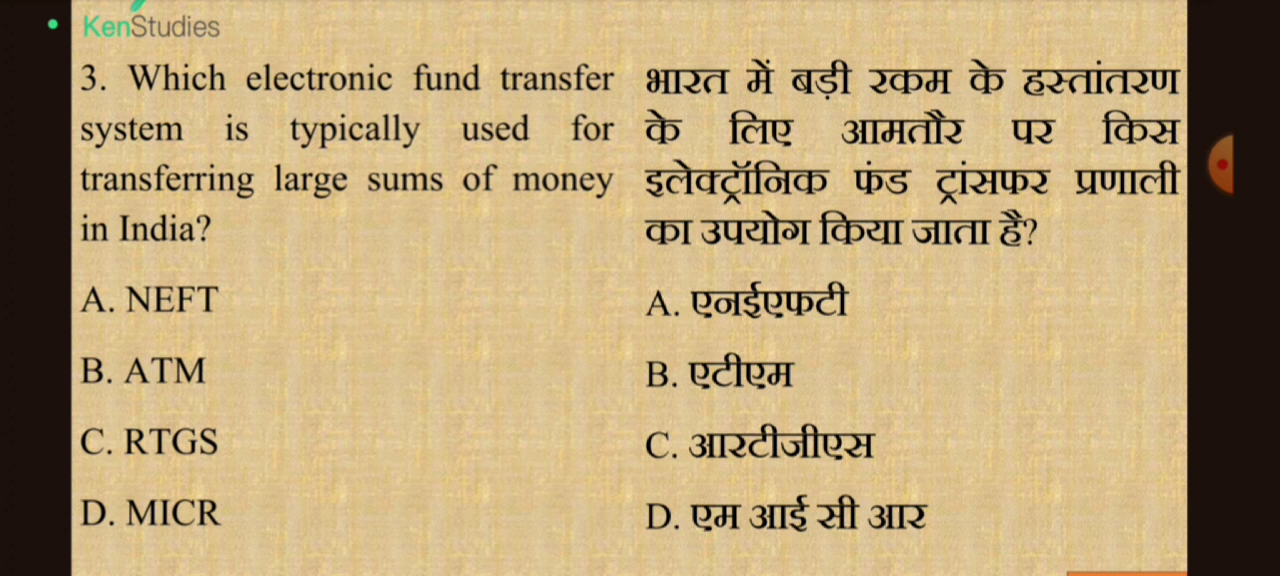 KenStudies
3. Which electronic fund transfer
system is typically used for
transferring large sums of money
in India?
A. NEFT
B. ATM
C. RTGS
D. MICR
भारत में बड़ी रकम के हस्तांतरण
के लिए आमतौर पर किस
इलेक्ट्रॉनिक फंड ट्रांसफर प्रणाली
का उपयोग किया जाता है?
A. एनईएफटी
B. एटीएम
C. आरटीजीएस
D. एम आई सी आर